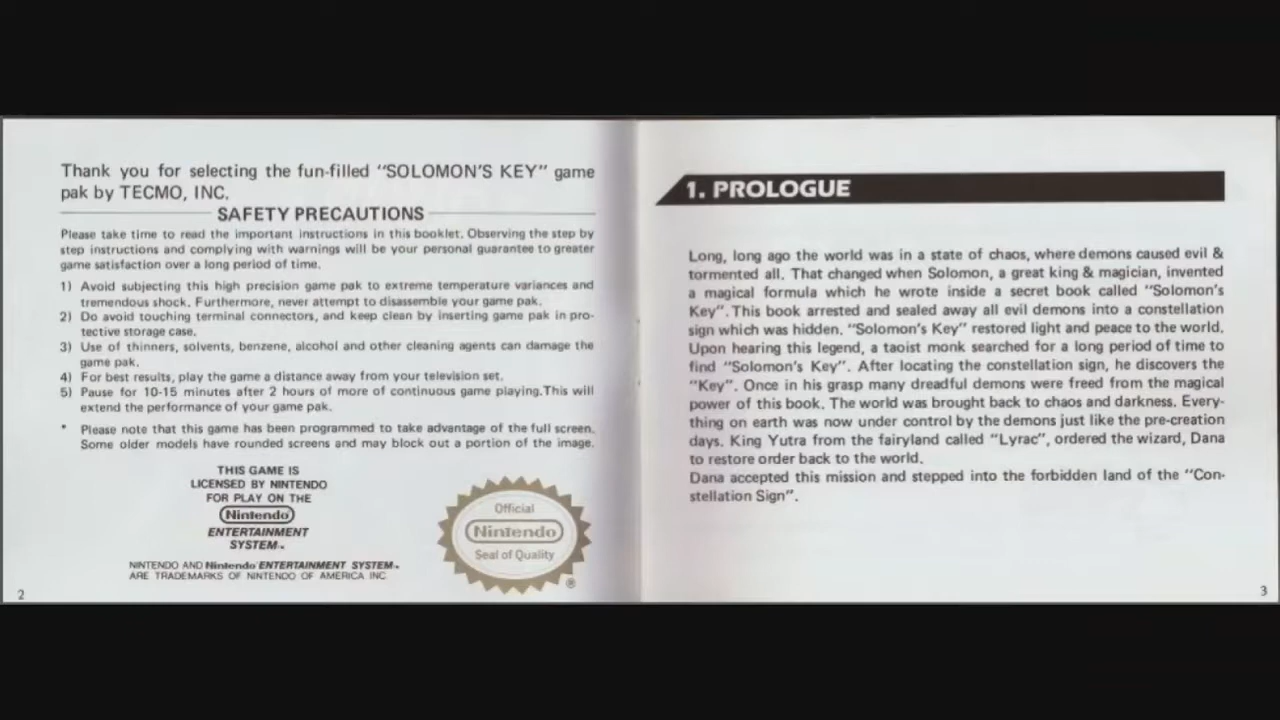 Thank you for selecting the fun-filled "SOLOMON'S KEY" game
pak by TECMO, INC.
SAFETY PRECAUTIONS
Please take time to read the important instructions in this booklet. Observing the step by
step instructions and complying with warnings will be your personal guarantee to greater
game satisfaction over a long period of time.
1) Avoid subjecting this high precision game pak to extreme temperature variances and
tremendous shock. Furthermore, never attempt to disassemble your game pak.
2) Do avoid touching terminal connectors, and keep clean by inserting game pak in pro-
tective storage case.
3) Use of thinners, solvents, benzene, alcohol and other cleaning agents can damage the
game pak.
4) For best results, play the game a distance away from your television set.
5) Pause for 10-15 minutes after 2 hours of more of continuous game playing.This will
extend the performance of your game pak.
* Please note that this game has been programmed to take advantage of the full screen.
Some older models have rounded screens and may block out a portion of the image.
THIS GAME IS
LICENSED BY NINTENDO
FOR PLAY ON THE
Nintendo
ENTERTAINMENT
SYSTEM™
NINTENDO AND Nintendo ENTERTAINMENT SYSTEM™
ARE TRADEMARKS OF NINTENDO OF AMERICA INC.
Official
Nintendo
Seal of Quality
®
2
1. PROLOGUE
Long, long ago the world was in a state of chaos, where demons caused evil &
tormented all. That changed when Solomon, a great king & magician, invented
a magical formula which he wrote inside a secret book called "Solomon's
Key". This book arrested and sealed away all evil demons into a constellation
sign which was hidden. "Solomon's Key" restored light and peace to the world.
Upon hearing this legend, a taoist monk searched for a long period of time to
find "Solomon's Key". After locating the constellation sign, he discovers the
"Key". Once in his grasp many dreadful demons were freed from the magical
power of this book. The world was brought back to chaos and darkness. Every-
thing on earth was now under control by the demons just like the pre-creation
days. King Yutra from the fairyland called "Lyrac", ordered the wizard, Dana
to restore order back to the world.
Dana accepted this mission and stepped into the forbidden land of the "Con-
stellation Sign".
3